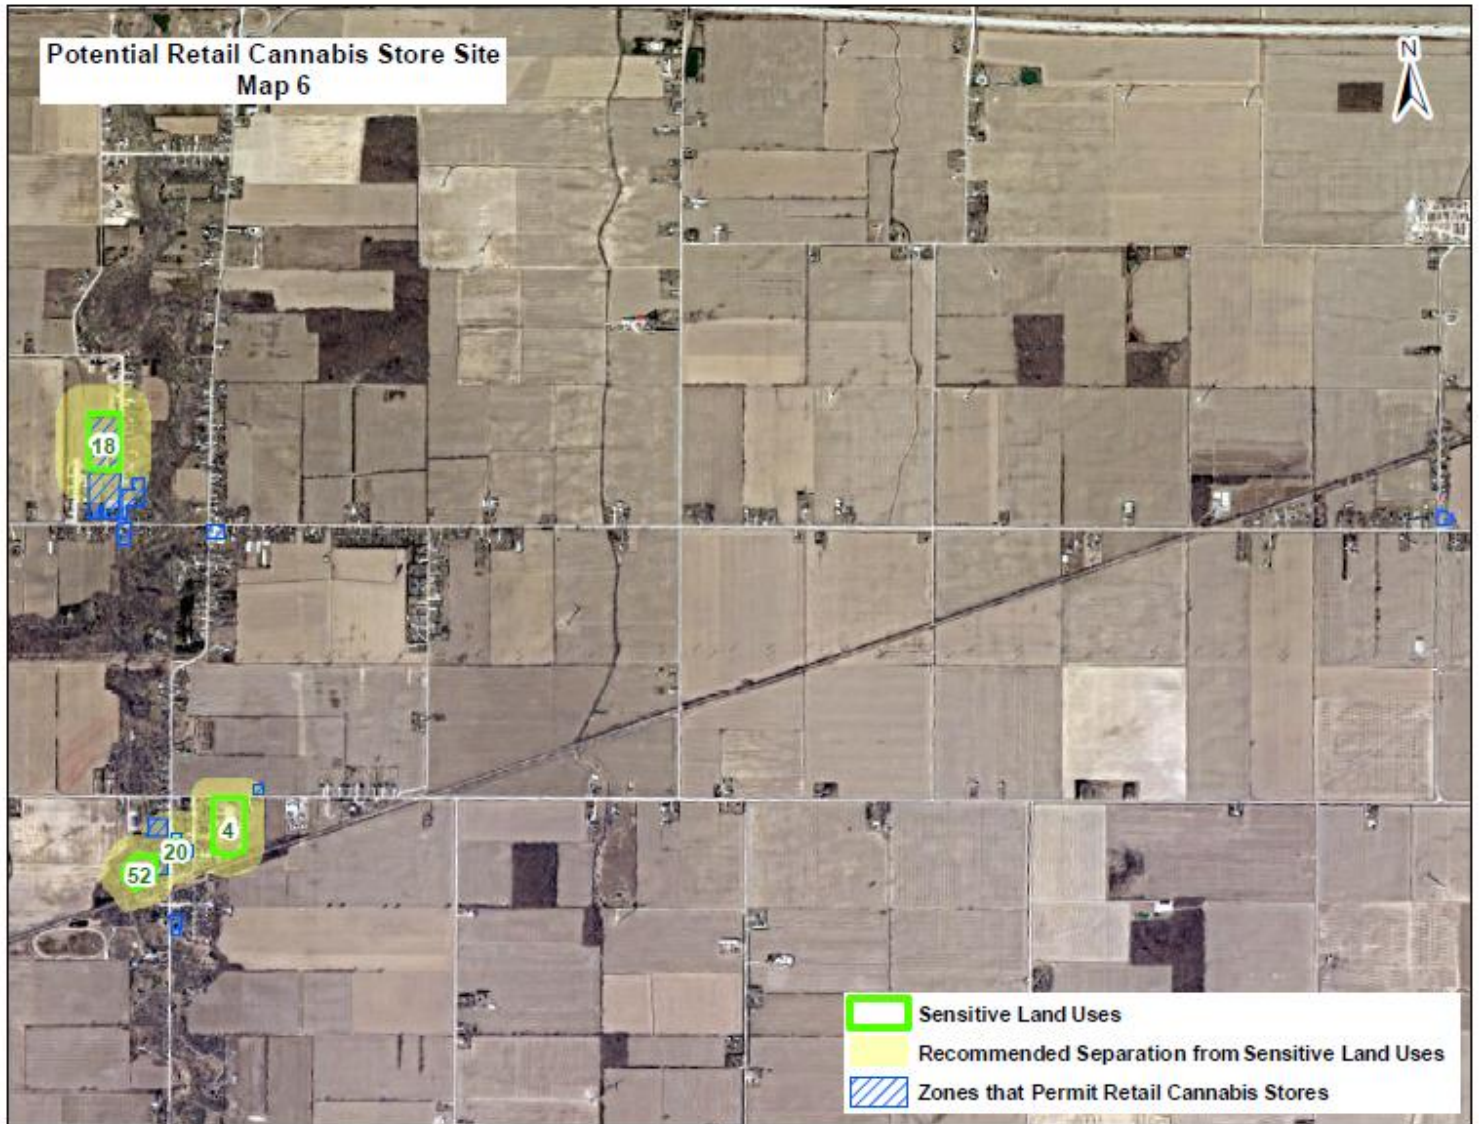 Potential Retail Cannabis Store Site
Map 6
N
18
4
20
52
Sensitive Land Uses
Recommended Separation from Sensitive Land Uses
Zones that Permit Retail Cannabis Stores